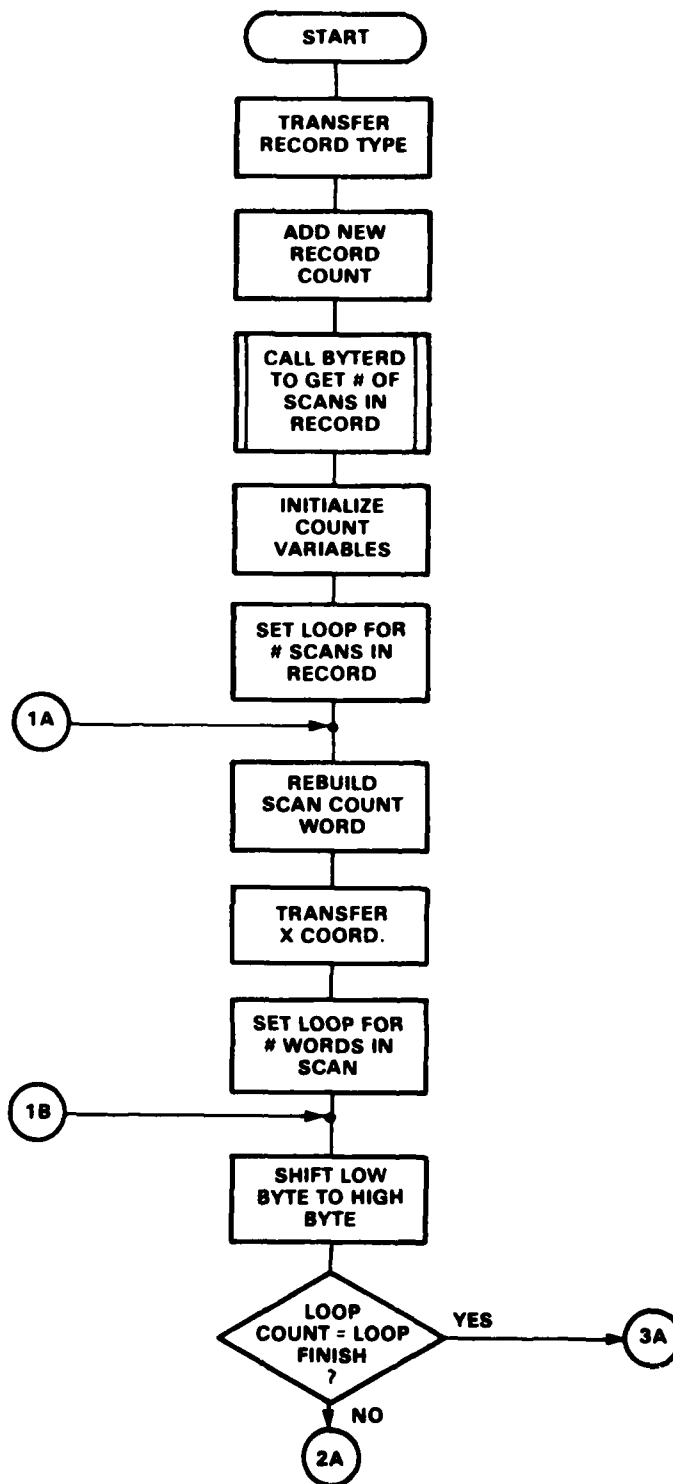 START
TRANSFER
RECORD TYPE
ADD NEW
RECORD
COUNT
CALL BYTERD
TO GET # OF
SCANS IN
RECORD
INITIALIZE
COUNT
VARIABLES
SET LOOP FOR
# SCANS IN
RECORD
1A
REBUILD
SCAN COUNT
WORD
TRANSFER
X COORD.
SET LOOP FOR
# WORDS IN
SCAN
1B
SHIFT LOW
BYTE TO HIGH
BYTE
LOOP
COUNT = LOOP
FINISH
?
YES
3A
NO
2A